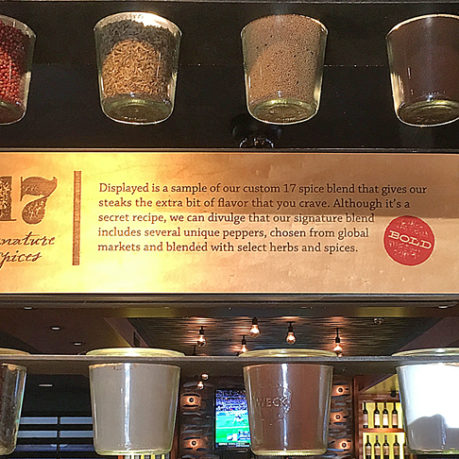 17
Signature
Spices
Displayed is a sample of our custom 17 spice blend that gives our
steaks the extra bit of flavor that you crave. Although it's a
secret recipe, we can divulge that our signature blend
includes several unique peppers, chosen from global
markets and blended with select herbs and spices.
BOLD
WECK